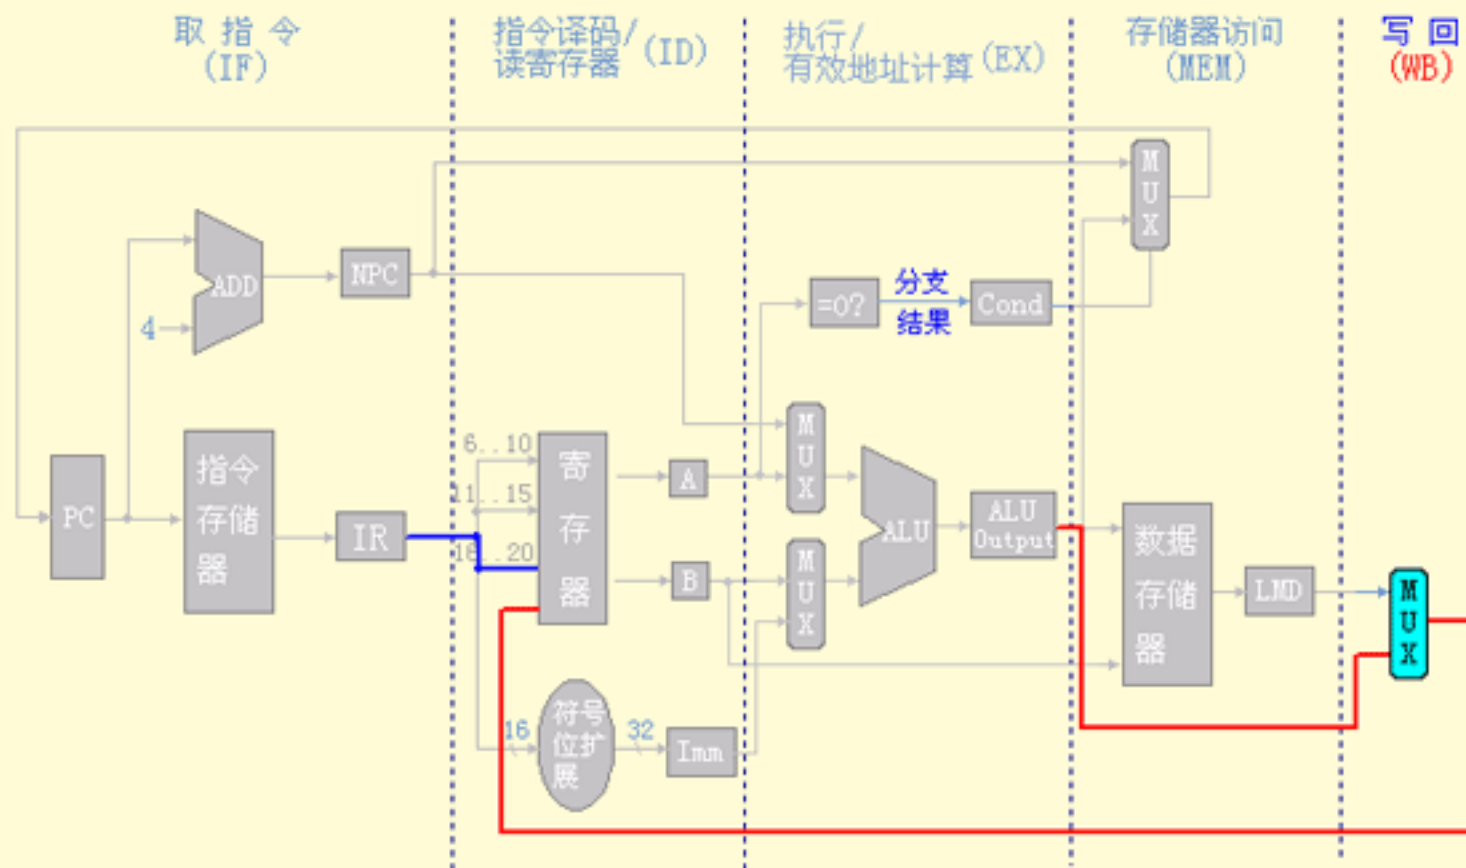 取 指 令
(IF)
指令译码/
读寄存器
(ID)
执行/
有效地址计算
(EX)
存储器访问
(MEM)
写 回
(WB)
M
U
X
ADD
NPC
4
=0?
分支
结果
Cond
PC
指令
存储
器
IR
6..10
11..15
18..20
寄
存
器
A
B
M
U
X
M
U
X
ALU
ALU
Output
数据
存储
器
LMD
M
U
X
16
符号
位扩
展
32
Imm